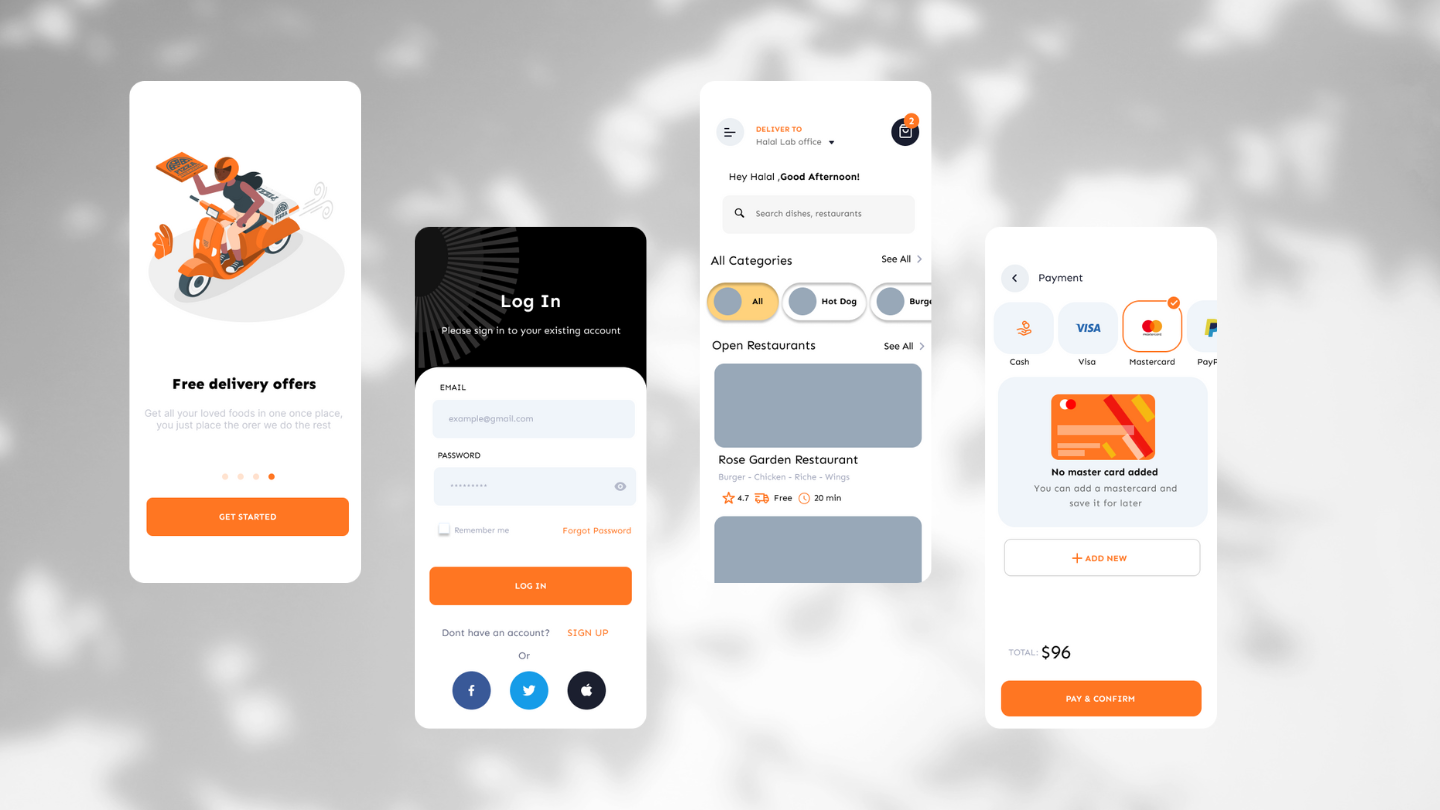 Free delivery offers
Get all your loved foods in one once place,
you just place the orer we do the rest
GET STARTED
Log In
Please sign in to your existing account
EMAIL
example@gmail.com
PASSWORD
Remember me
Forgot Password
LOG IN
Dont have an account?
SIGN UP
Or
2
DELIVER TO
Halal Lab office
Hey Halal ,Good Afternoon!
Search dishes, restaurants
All Categories
See All
All
Hot Dog
Burge
Open Restaurants
See All
Rose Garden Restaurant
Burger - Chicken - Riche - Wings
4.7
Free
20 min
Payment
VISA
mastercard
Cash
Visa
Mastercard
PayP
No master card added
You can add a mastercard and
save it for later
ADD NEW
TOTAL: $96
PAY & CONFIRM